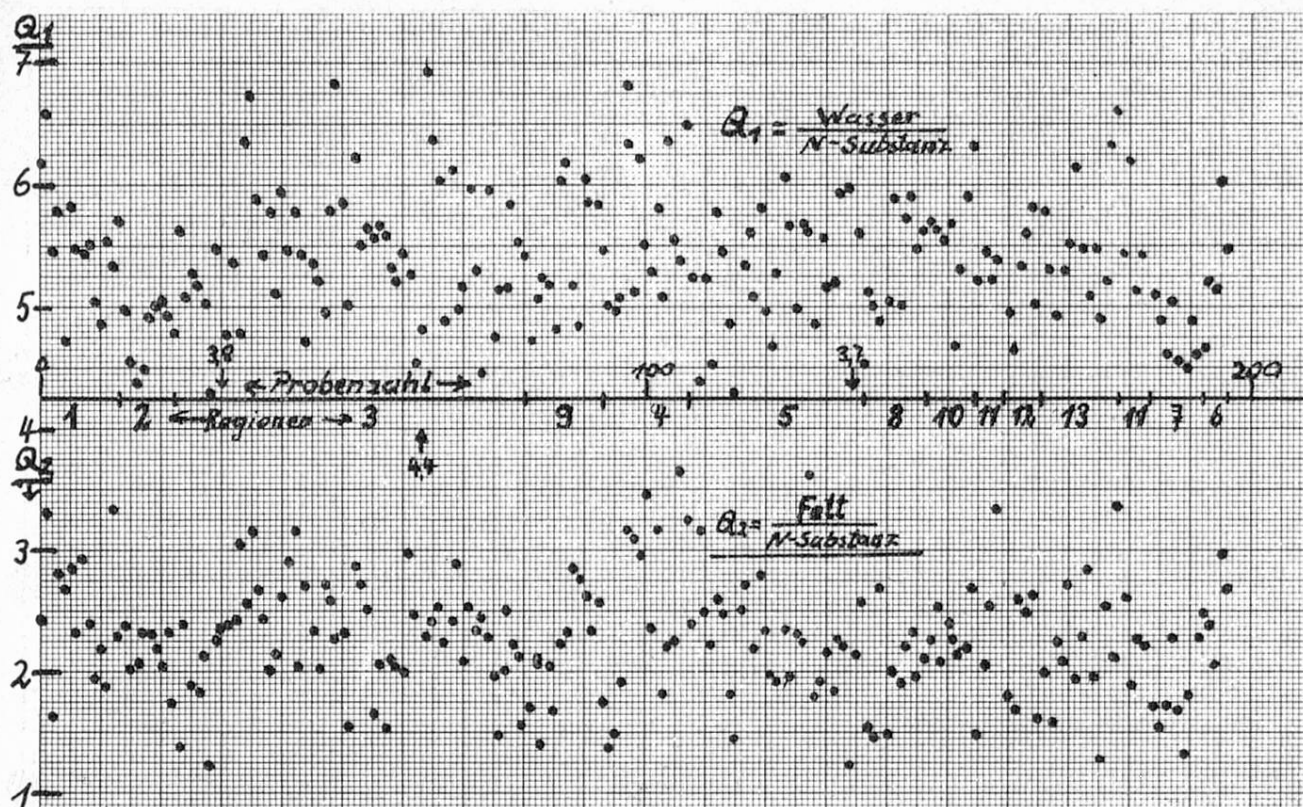 Q1
7
Q1 = Wasser
N-Substanz
6
5
0
3,8
←Probenzahl→
100
3,7
200
1 2 ←Regionen→ 3 9 4 5 8 10 11 12 13 11 7 6
4
4,4
Q2
Q2= Fett
N-Substanz
3
2
1